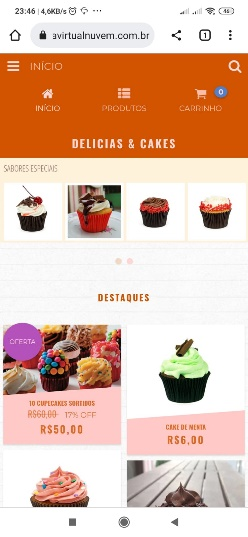 23:46 | 4,6KB/s
46
avirtualnuvem.com.br
1
INÍCIO
INÍCIO
PRODUTOS
0
CARRINHO
DELICIAS & CAKES
SABORES ESPECIAIS
DESTAQUES
OFERTA
10 CUPCAKES SORTIDOS
R$60,00 17% OFF
R$50,00
CAKE DE MENTA
R$6,00